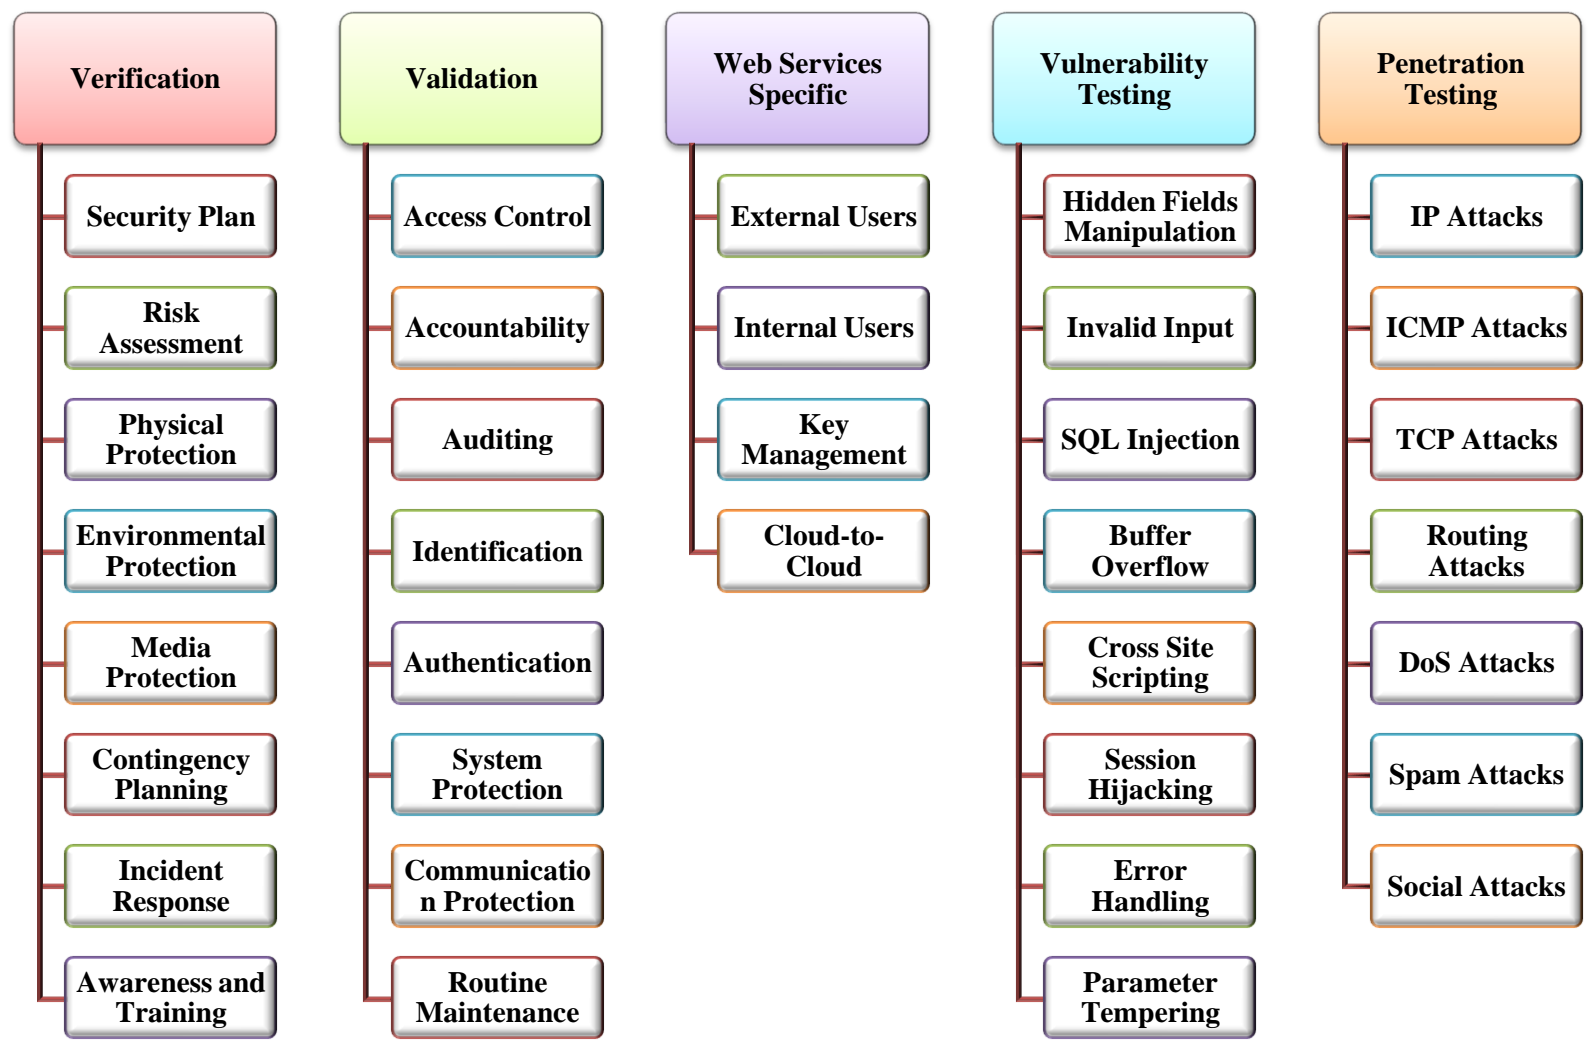 Verification
Security Plan
Risk
Assessment
Physical
Protection
Environmental
Protection
Media
Protection
Contingency
Planning
Incident
Response
Awareness and
Training
Validation
Access Control
Accountability
Auditing
Identification
Authentication
System
Protection
Communicatio
n Protection
Routine
Maintenance
Web Services
Specific
External Users
Internal Users
Key
Management
Cloud-to-
Cloud
Vulnerability
Testing
Hidden Fields
Manipulation
Invalid Input
SQL Injection
Buffer
Overflow
Cross Site
Scripting
Session
Hijacking
Error
Handling
Parameter
Tempering
Penetration
Testing
IP Attacks
ICMP Attacks
TCP Attacks
Routing
Attacks
DoS Attacks
Spam Attacks
Social Attacks